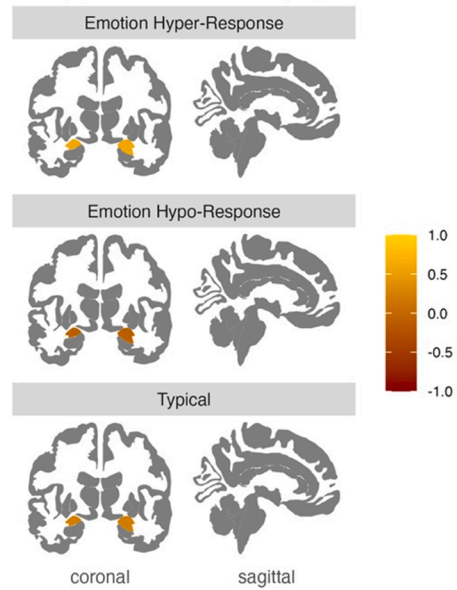 Emotion Hyper-Response
Emotion Hypo-Response
1.0
0.5
0.0
-0.5
-1.0
Typical
coronal
sagittal